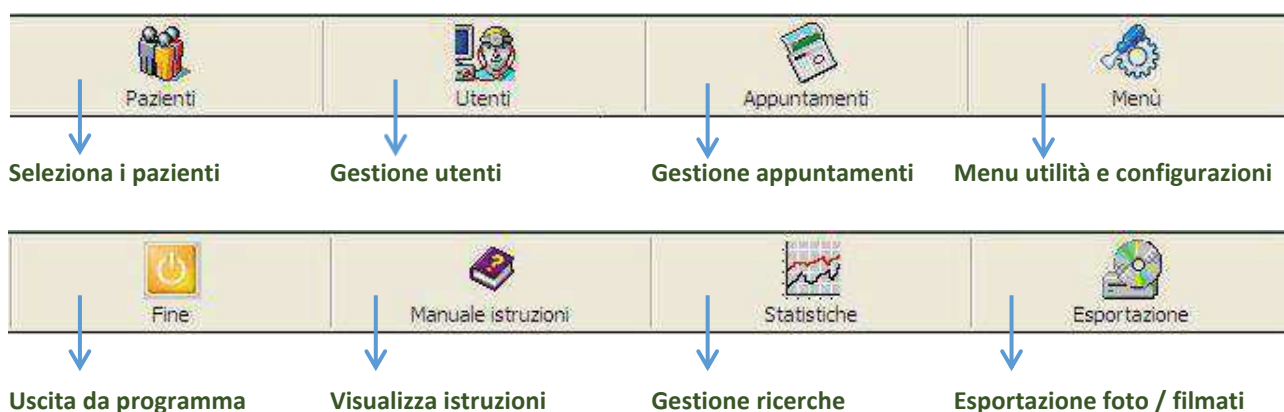 Pazienti Utenti Appuntamenti Menù
Seleziona i pazienti Gestione utenti Gestione appuntamenti Menu utilità e configurazioni
Fine Manuale istruzioni Statistiche Esportazione
Uscita da programma Visualizza istruzioni Gestione ricerche Esportazione foto / filmati